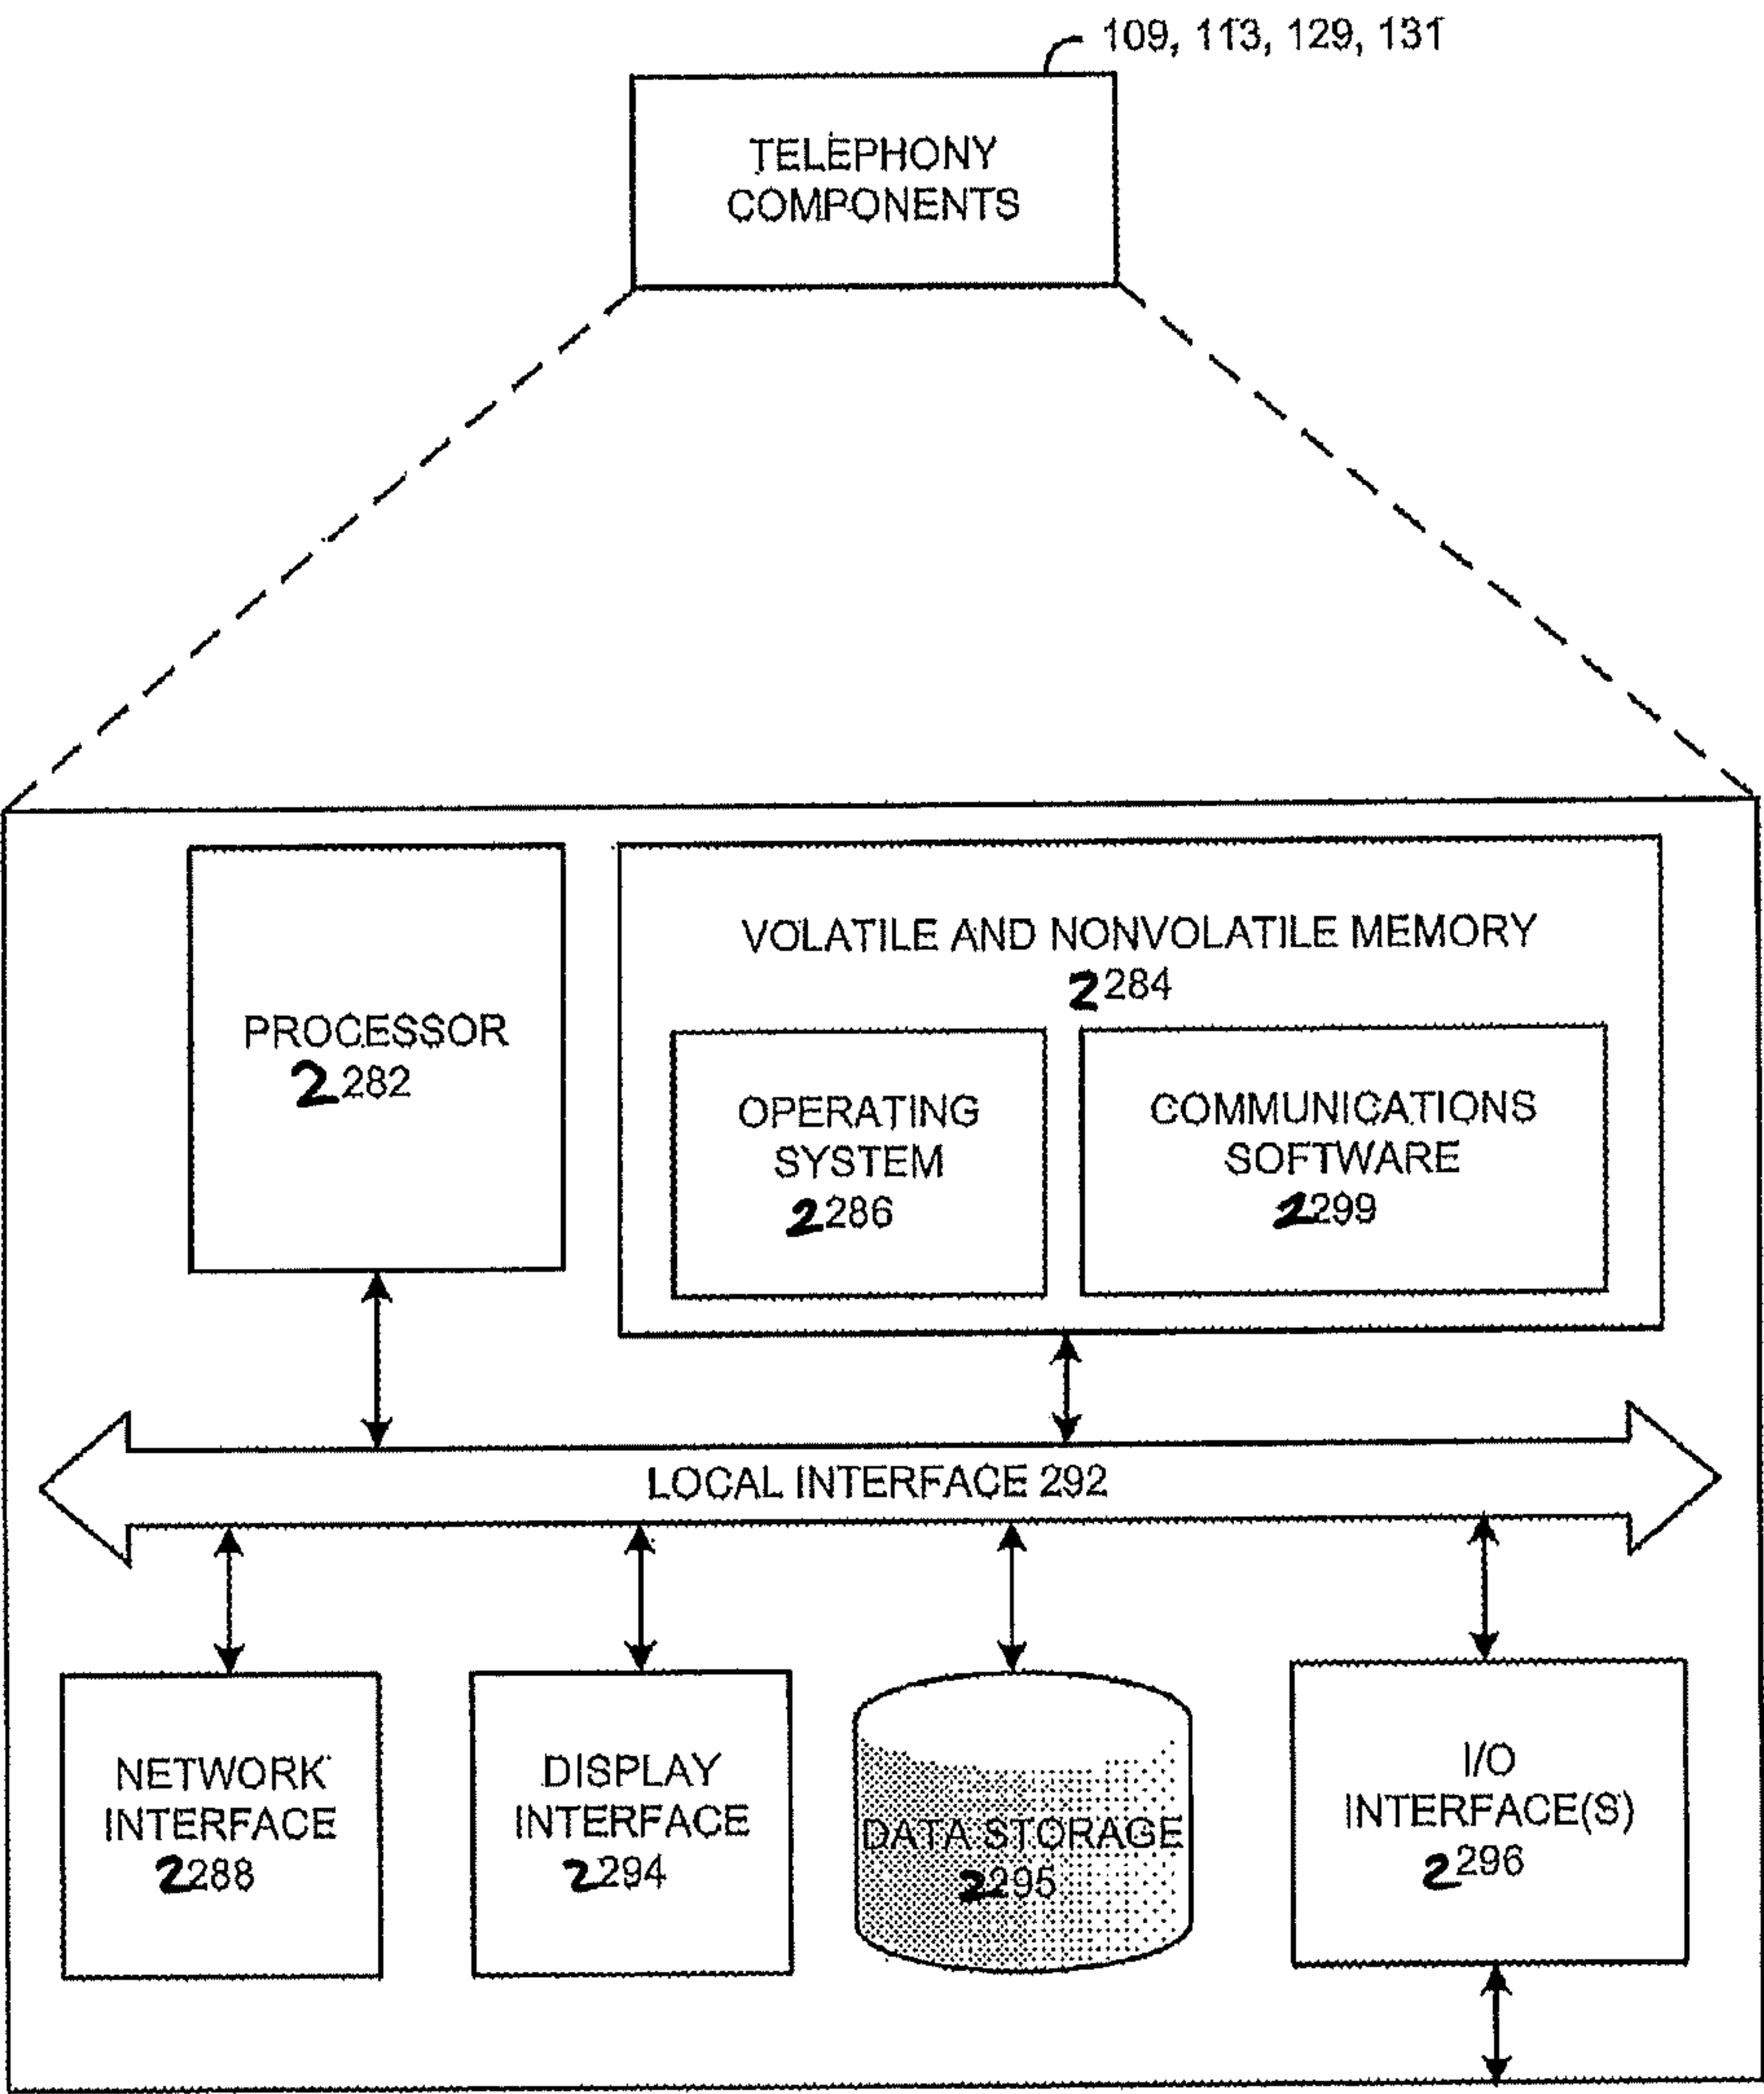 109, 113, 129, 131
TELEPHONY
COMPONENTS
VOLATILE AND NONVOLATILE MEMORY
2284
PROCESSOR
2282
OPERATING
SYSTEM
2286
COMMUNICATIONS
SOFTWARE
2299
LOCAL INTERFACE 292
NETWORK
INTERFACE
2288
DISPLAY
INTERFACE
2294
DATA STORAGE
2295
I/O
INTERFACE(S)
2296